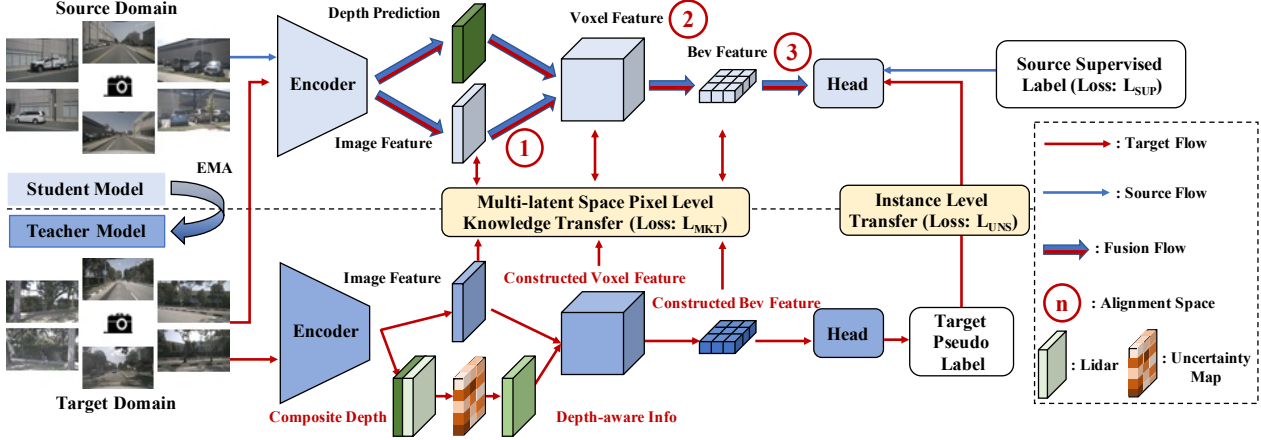 Source Domain
Depth Prediction
Encoder
Image Feature
1
Voxel Feature
2
Bev Feature
3
Head
Source Supervised
Label (Loss: L_SUP)
EMA
Student Model
Teacher Model
Multi-latent Space Pixel Level
Knowledge Transfer (Loss: L_MKT)
Instance Level
Transfer (Loss: L_UNS)
: Target Flow
: Source Flow
: Fusion Flow
n
: Alignment Space
: Lidar
: Uncertainty
Map
Image Feature
Constructed Voxel Feature
Constructed Bev Feature
Encoder
Head
Target
Pseudo
Label
Composite Depth
Depth-aware Info
Target Domain